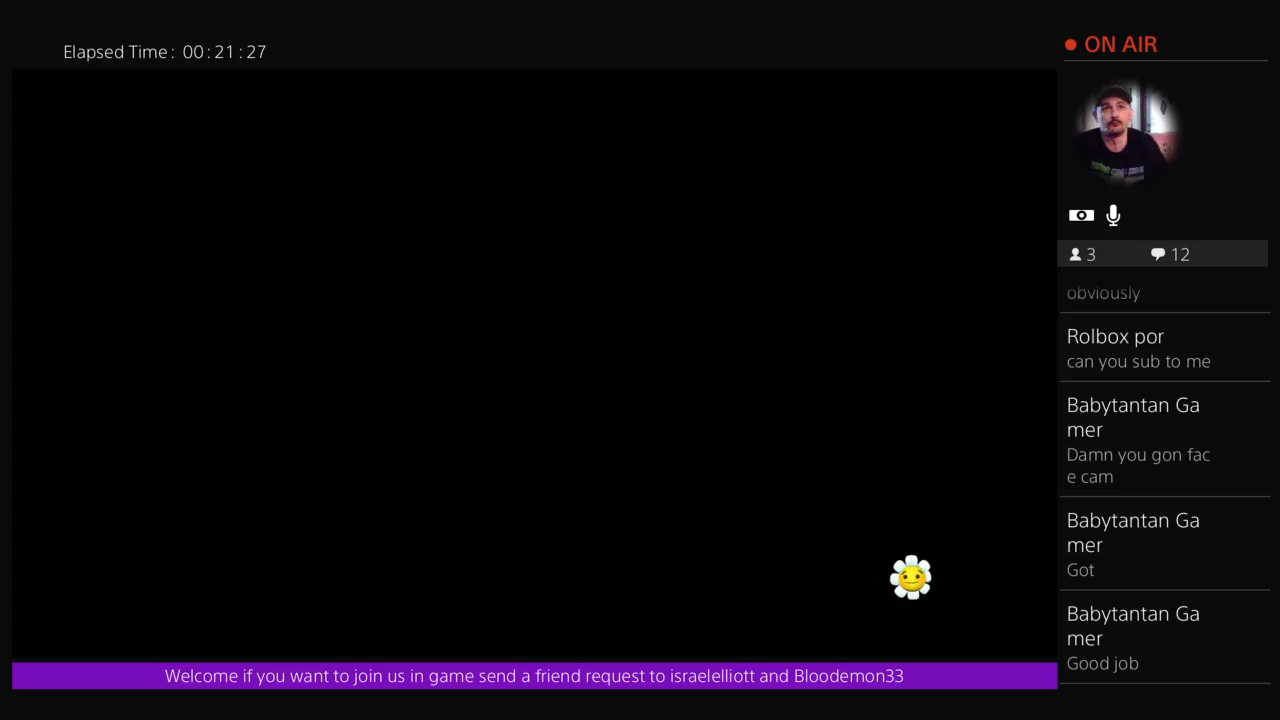 Elapsed Time: 00:21:27
ON AIR
3
12
obviously
Rolbox por
can you sub to me
Babytantan Ga
mer
Damn you gon fac
e cam
Babytantan Ga
mer
Got
Babytantan Ga
mer
Good job
Welcome if you want to join us in game send a friend request to israelelliott and Bloodemon33